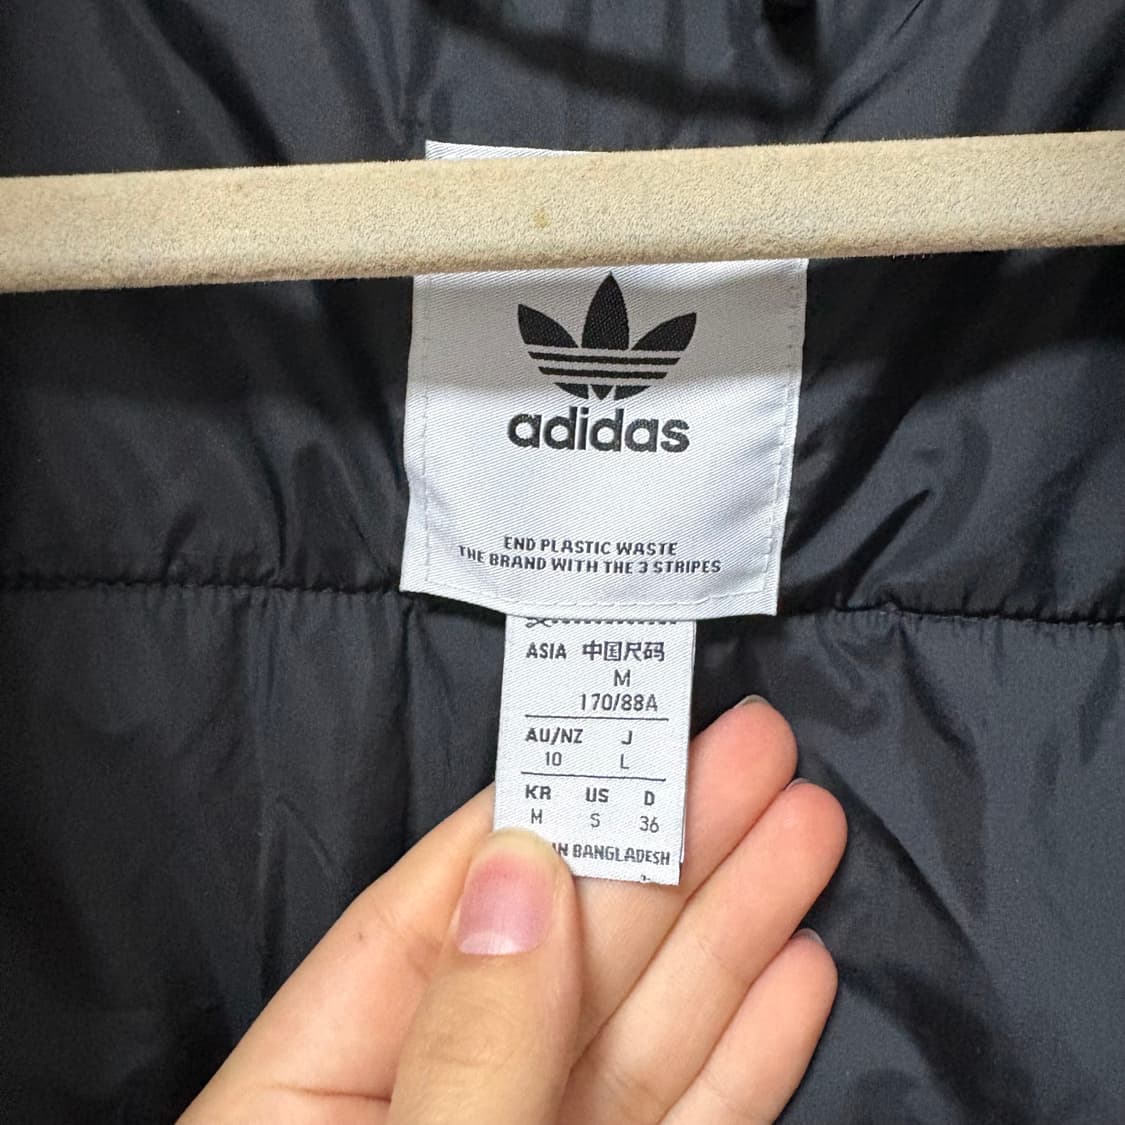 adidas
END PLASTIC WASTE
THE BRAND WITH THE 3 STRIPES
ASIA 中国尺码
M
170/88A
AU/NZ J
10 L
KR US D
M S 36
IN BANGLADESH